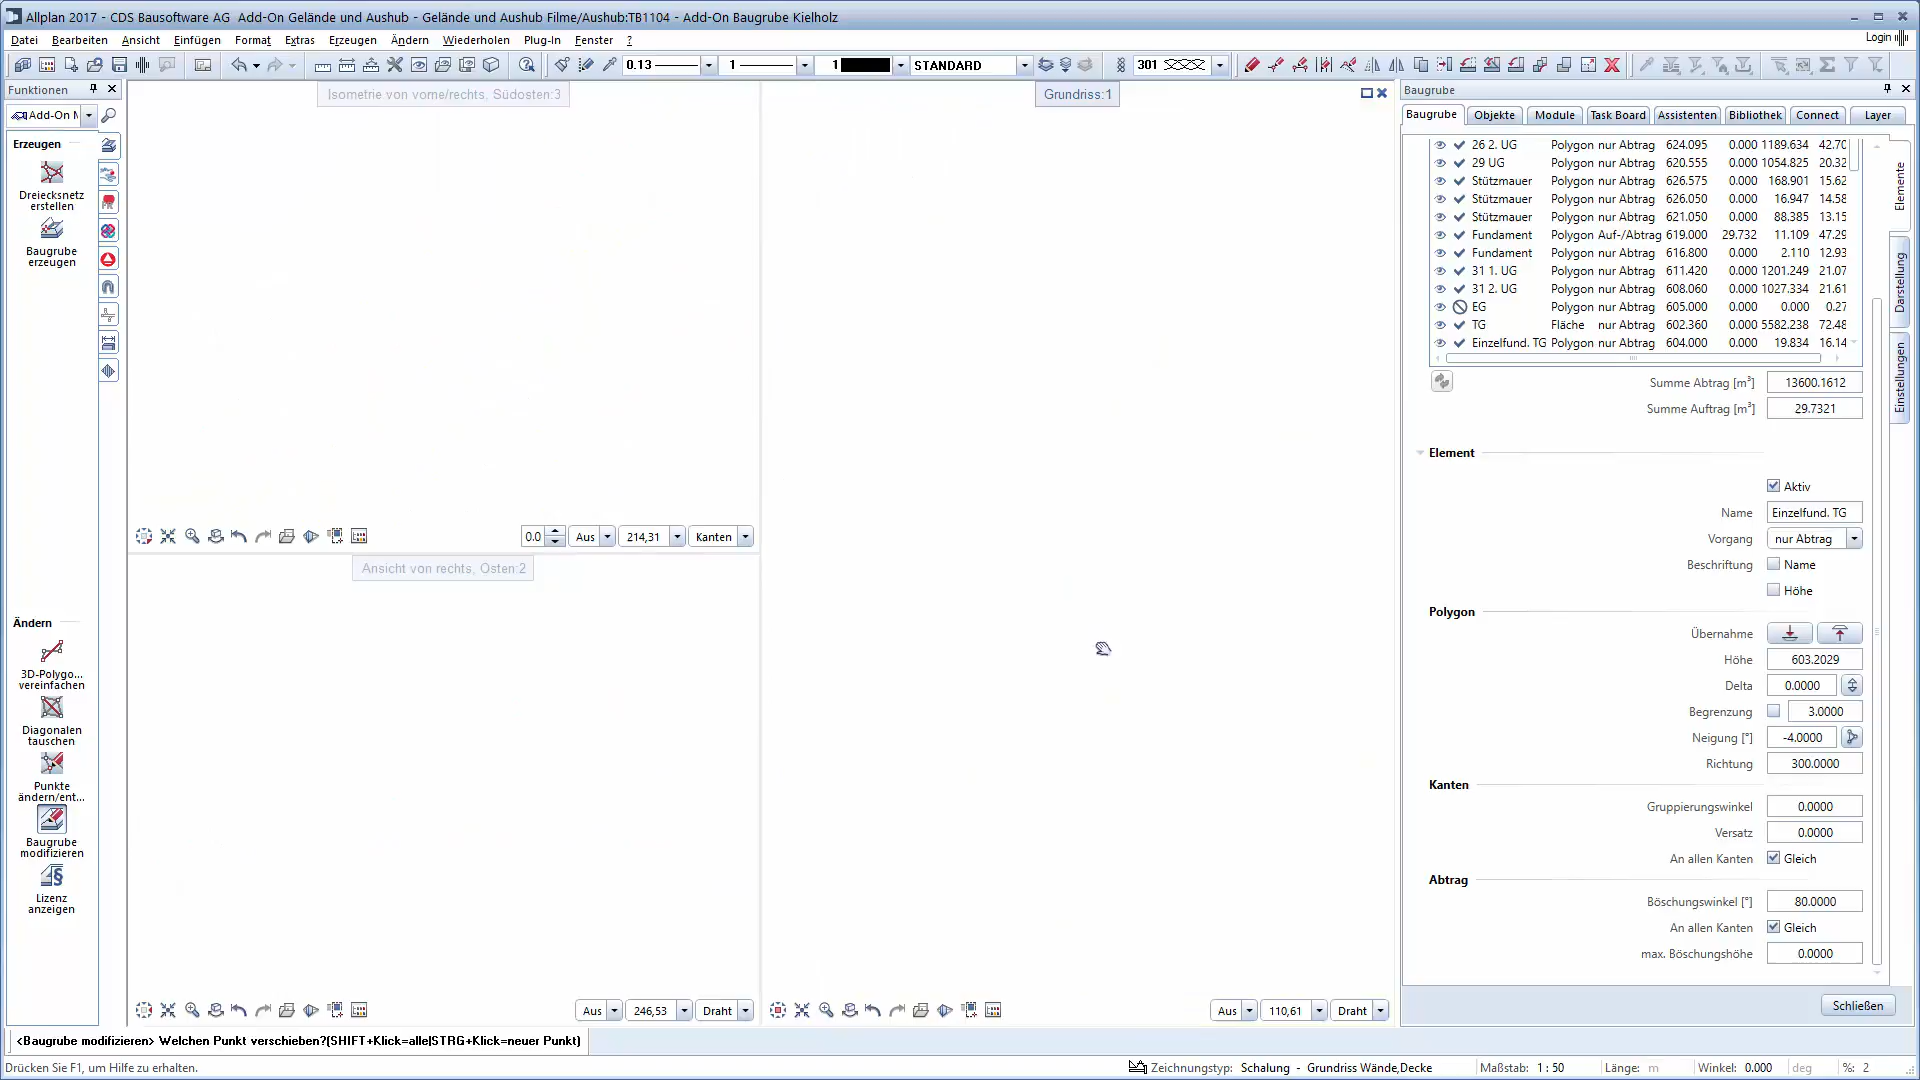 Allplan 2017 - CDS Bausoftware AG  Add-On Gelände und Aushub - Gelände und Aushub Filme/Aushub:TB1104 - Add-On Baugrube Kielholz
Datei Bearbeiten Ansicht Einfügen Format Extras Erzeugen Ändern Wiederholen Plug-In Fenster ?
Login
0.13 1 1 STANDARD 301
Funktionen
Add-On
Erzeugen
Dreiecksnetz
erstellen
Baugrube
erzeugen
Ändern
3D-Polygo...
vereinfachen
Diagonalen
tauschen
Punkte
ändern/ent...
Baugrube
modifizieren
Lizenz
anzeigen
Isometrie von vorne/rechts, Südosten:3
0.0 Aus 214,31 Kanten
Ansicht von rechts, Osten:2
Aus 246,53 Draht
Grundriss:1
Aus 110,61 Draht
Baugrube
Baugrube Objekte Module Task Board Assistenten Bibliothek Connect Layer
26 2. UG Polygon nur Abtrag 624.095 0.000 1189.634 42.70
29 UG Polygon nur Abtrag 620.555 0.000 1054.825 20.32
Stützmauer Polygon nur Abtrag 626.575 0.000 168.901 15.62
Stützmauer Polygon nur Abtrag 626.050 0.000 16.947 14.58
Stützmauer Polygon nur Abtrag 621.050 0.000 88.385 13.15
Fundament Polygon Auf-/Abtrag 619.000 29.732 11.109 47.29
Fundament Polygon nur Abtrag 616.800 0.000 2.110 12.93
31 1. UG Polygon nur Abtrag 611.420 0.000 1201.249 21.07
31 2. UG Polygon nur Abtrag 608.060 0.000 1027.334 21.61
EG Polygon nur Abtrag 605.000 0.000 0.000 0.27
TG Fläche nur Abtrag 602.360 0.000 5582.238 72.48
Einzelfund. TG Polygon nur Abtrag 604.000 0.000 19.834 16.14
Summe Abtrag [m³] 13600.1612
Summe Auftrag [m³] 29.7321
Element
Aktiv
Name Einzelfund. TG
Vorgang nur Abtrag
Beschriftung Name
Höhe
Polygon
Übernahme
Höhe 603.2029
Delta 0.0000
Begrenzung 3.0000
Neigung [°] -4.0000
Richtung 300.0000
Kanten
Gruppierungswinkel 0.0000
Versatz 0.0000
An allen Kanten Gleich
Abtrag
Böschungswinkel [°] 80.0000
An allen Kanten Gleich
max. Böschungshöhe 0.0000
Schließen
Elemente
Darstellung
Einstellungen
<Baugrube modifizieren> Welchen Punkt verschieben?(SHIFT+Klick=alle|STRG+Klick=neuer Punkt)
Drücken Sie F1, um Hilfe zu erhalten.
Zeichnungstyp: Schalung - Grundriss Wände,Decke Maßstab: 1 : 50 Länge: m Winkel: 0.000 deg %: 2